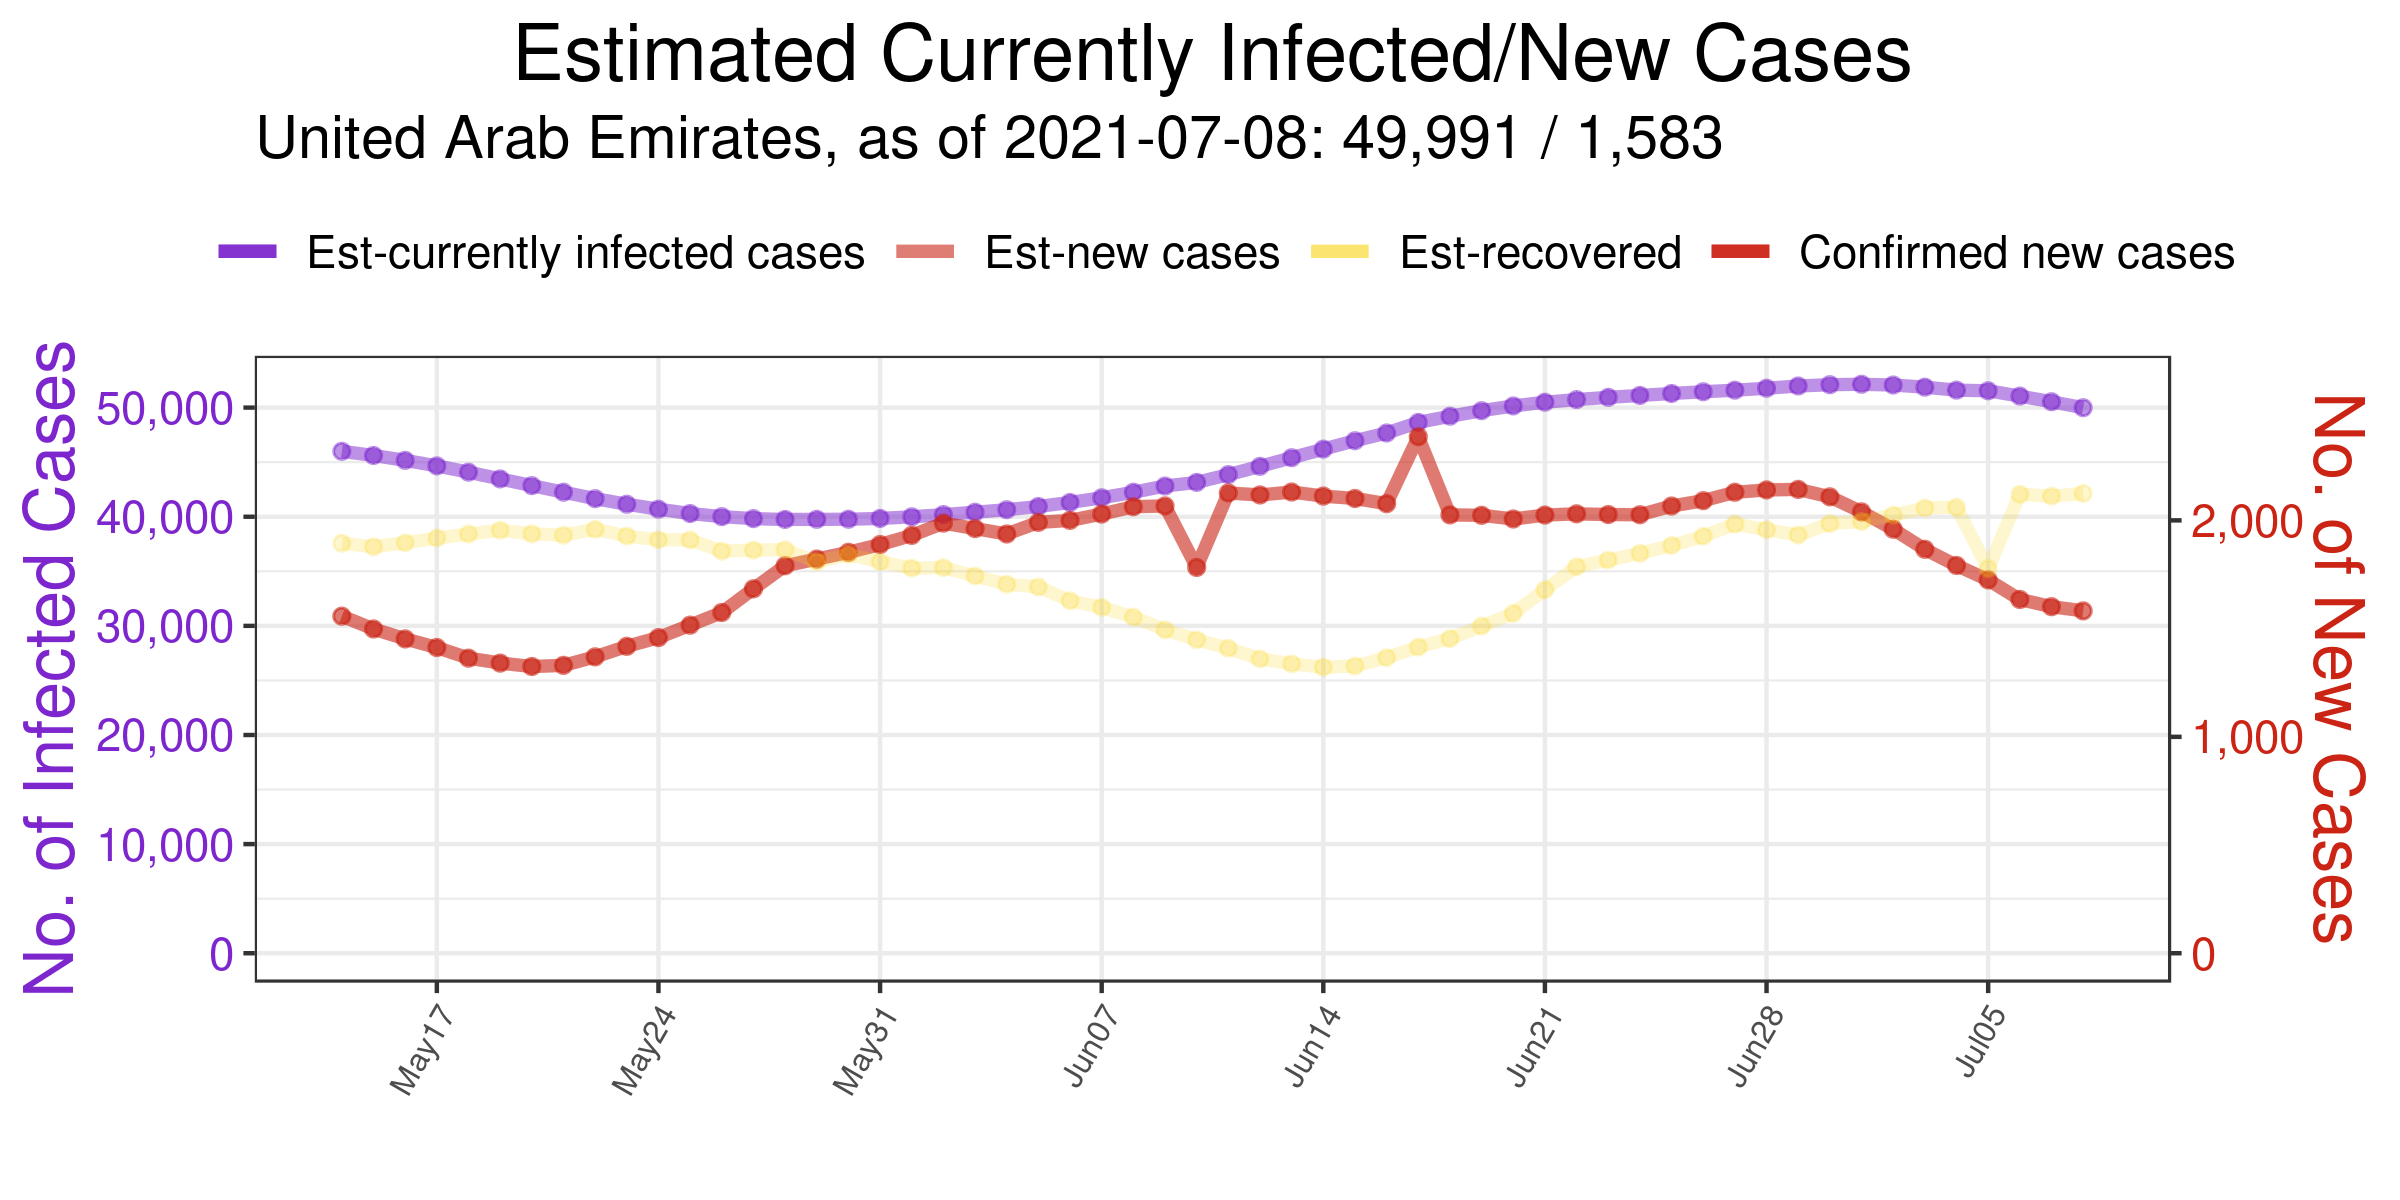 Estimated Currently Infected/New Cases
United Arab Emirates, as of 2021-07-08: 49,991 / 1,583
Est-currently infected cases Est-new cases Est-recovered Confirmed new cases
No. of Infected Cases
50,000
40,000
30,000
20,000
10,000
0
2,000
1,000
0
No. of New Cases
May17 May24 May31 Jun07 Jun14 Jun21 Jun28 Jul05